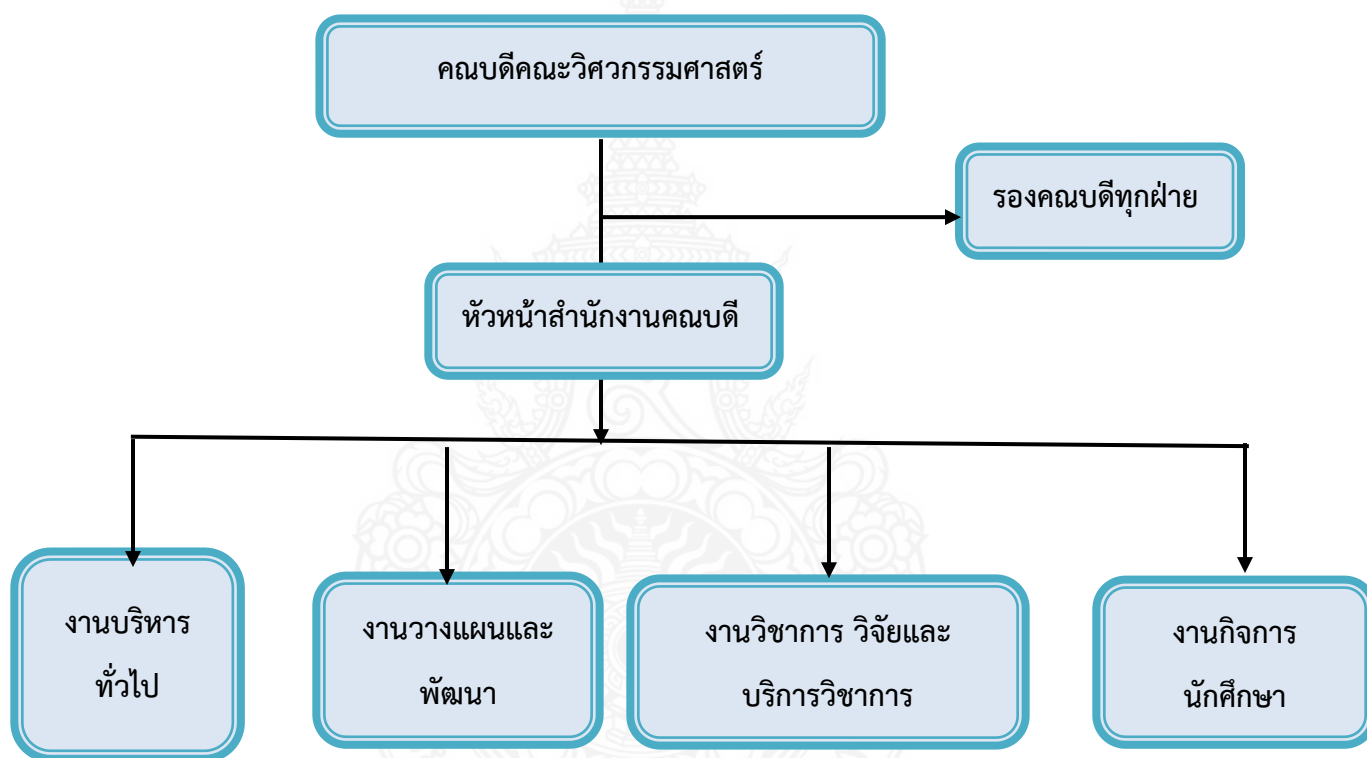 คณบดีคณะวิศวกรรมศาสตร์
รองคณบดีทุกฝ่าย
หัวหน้าสำนักงานคณบดี
งานบริหาร
ทั่วไป
งานวางแผนและ
พัฒนา
งานวิชาการ วิจัยและ
บริการวิชาการ
งานกิจการ
นักศึกษา